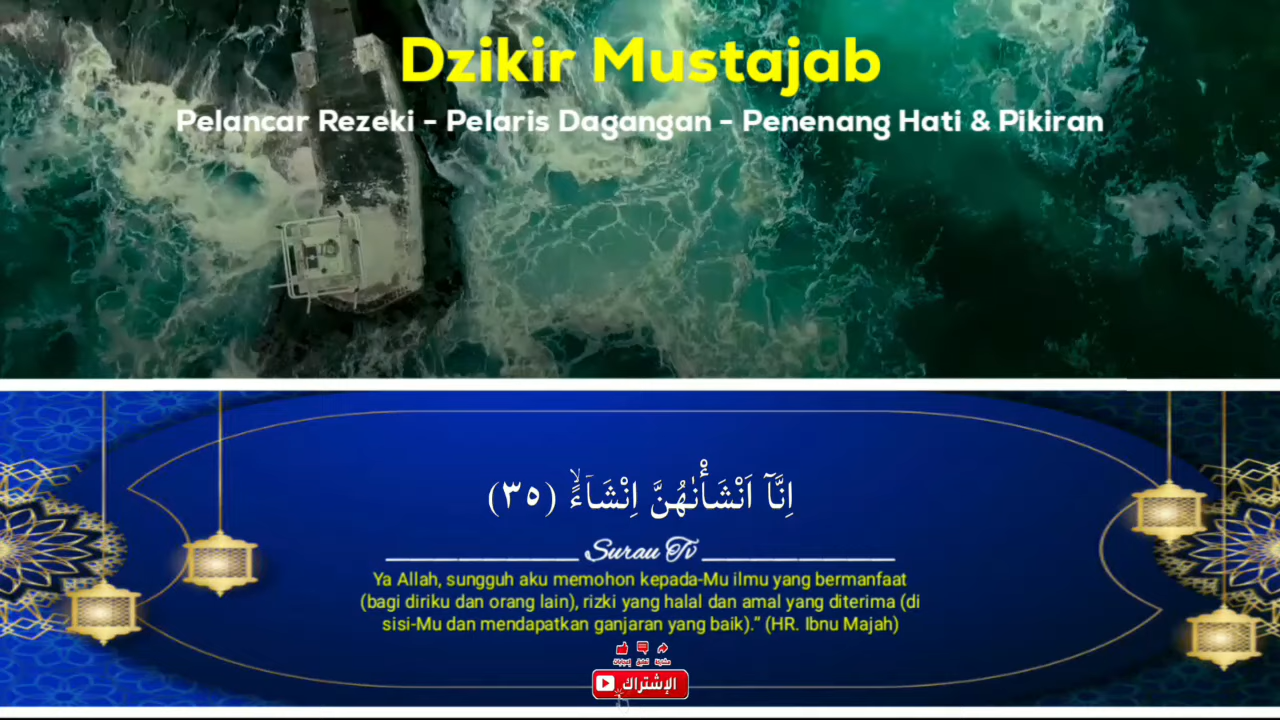 Dzikir Mustajab
Pelancar Rezeki - Pelaris Dagangan - Penenang Hati & Pikiran
اِنَّآ اَنْشَأْنٰهُنَّ اِنْشَاۤءًۙ (٣٥)
Surau Tv
Ya Allah, sungguh aku memohon kepada-Mu ilmu yang bermanfaat
(bagi diriku dan orang lain), rizki yang halal dan amal yang diterima (di
sisi-Mu dan mendapatkan ganjaran yang baik)." (HR. Ibnu Majah)
الإشتراك